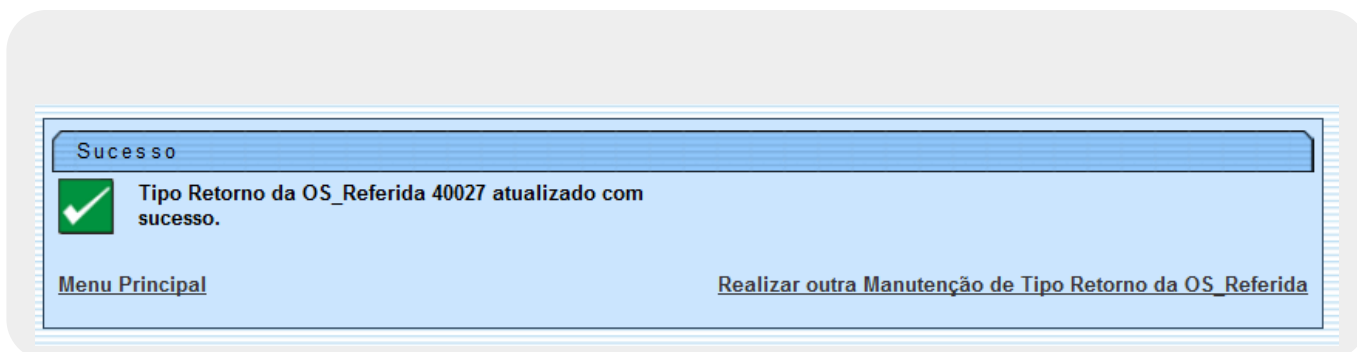 Sucesso
Tipo Retorno da OS_Referida 40027 atualizado com
sucesso.
Menu Principal
Realizar outra Manutenção de Tipo Retorno da OS_Referida